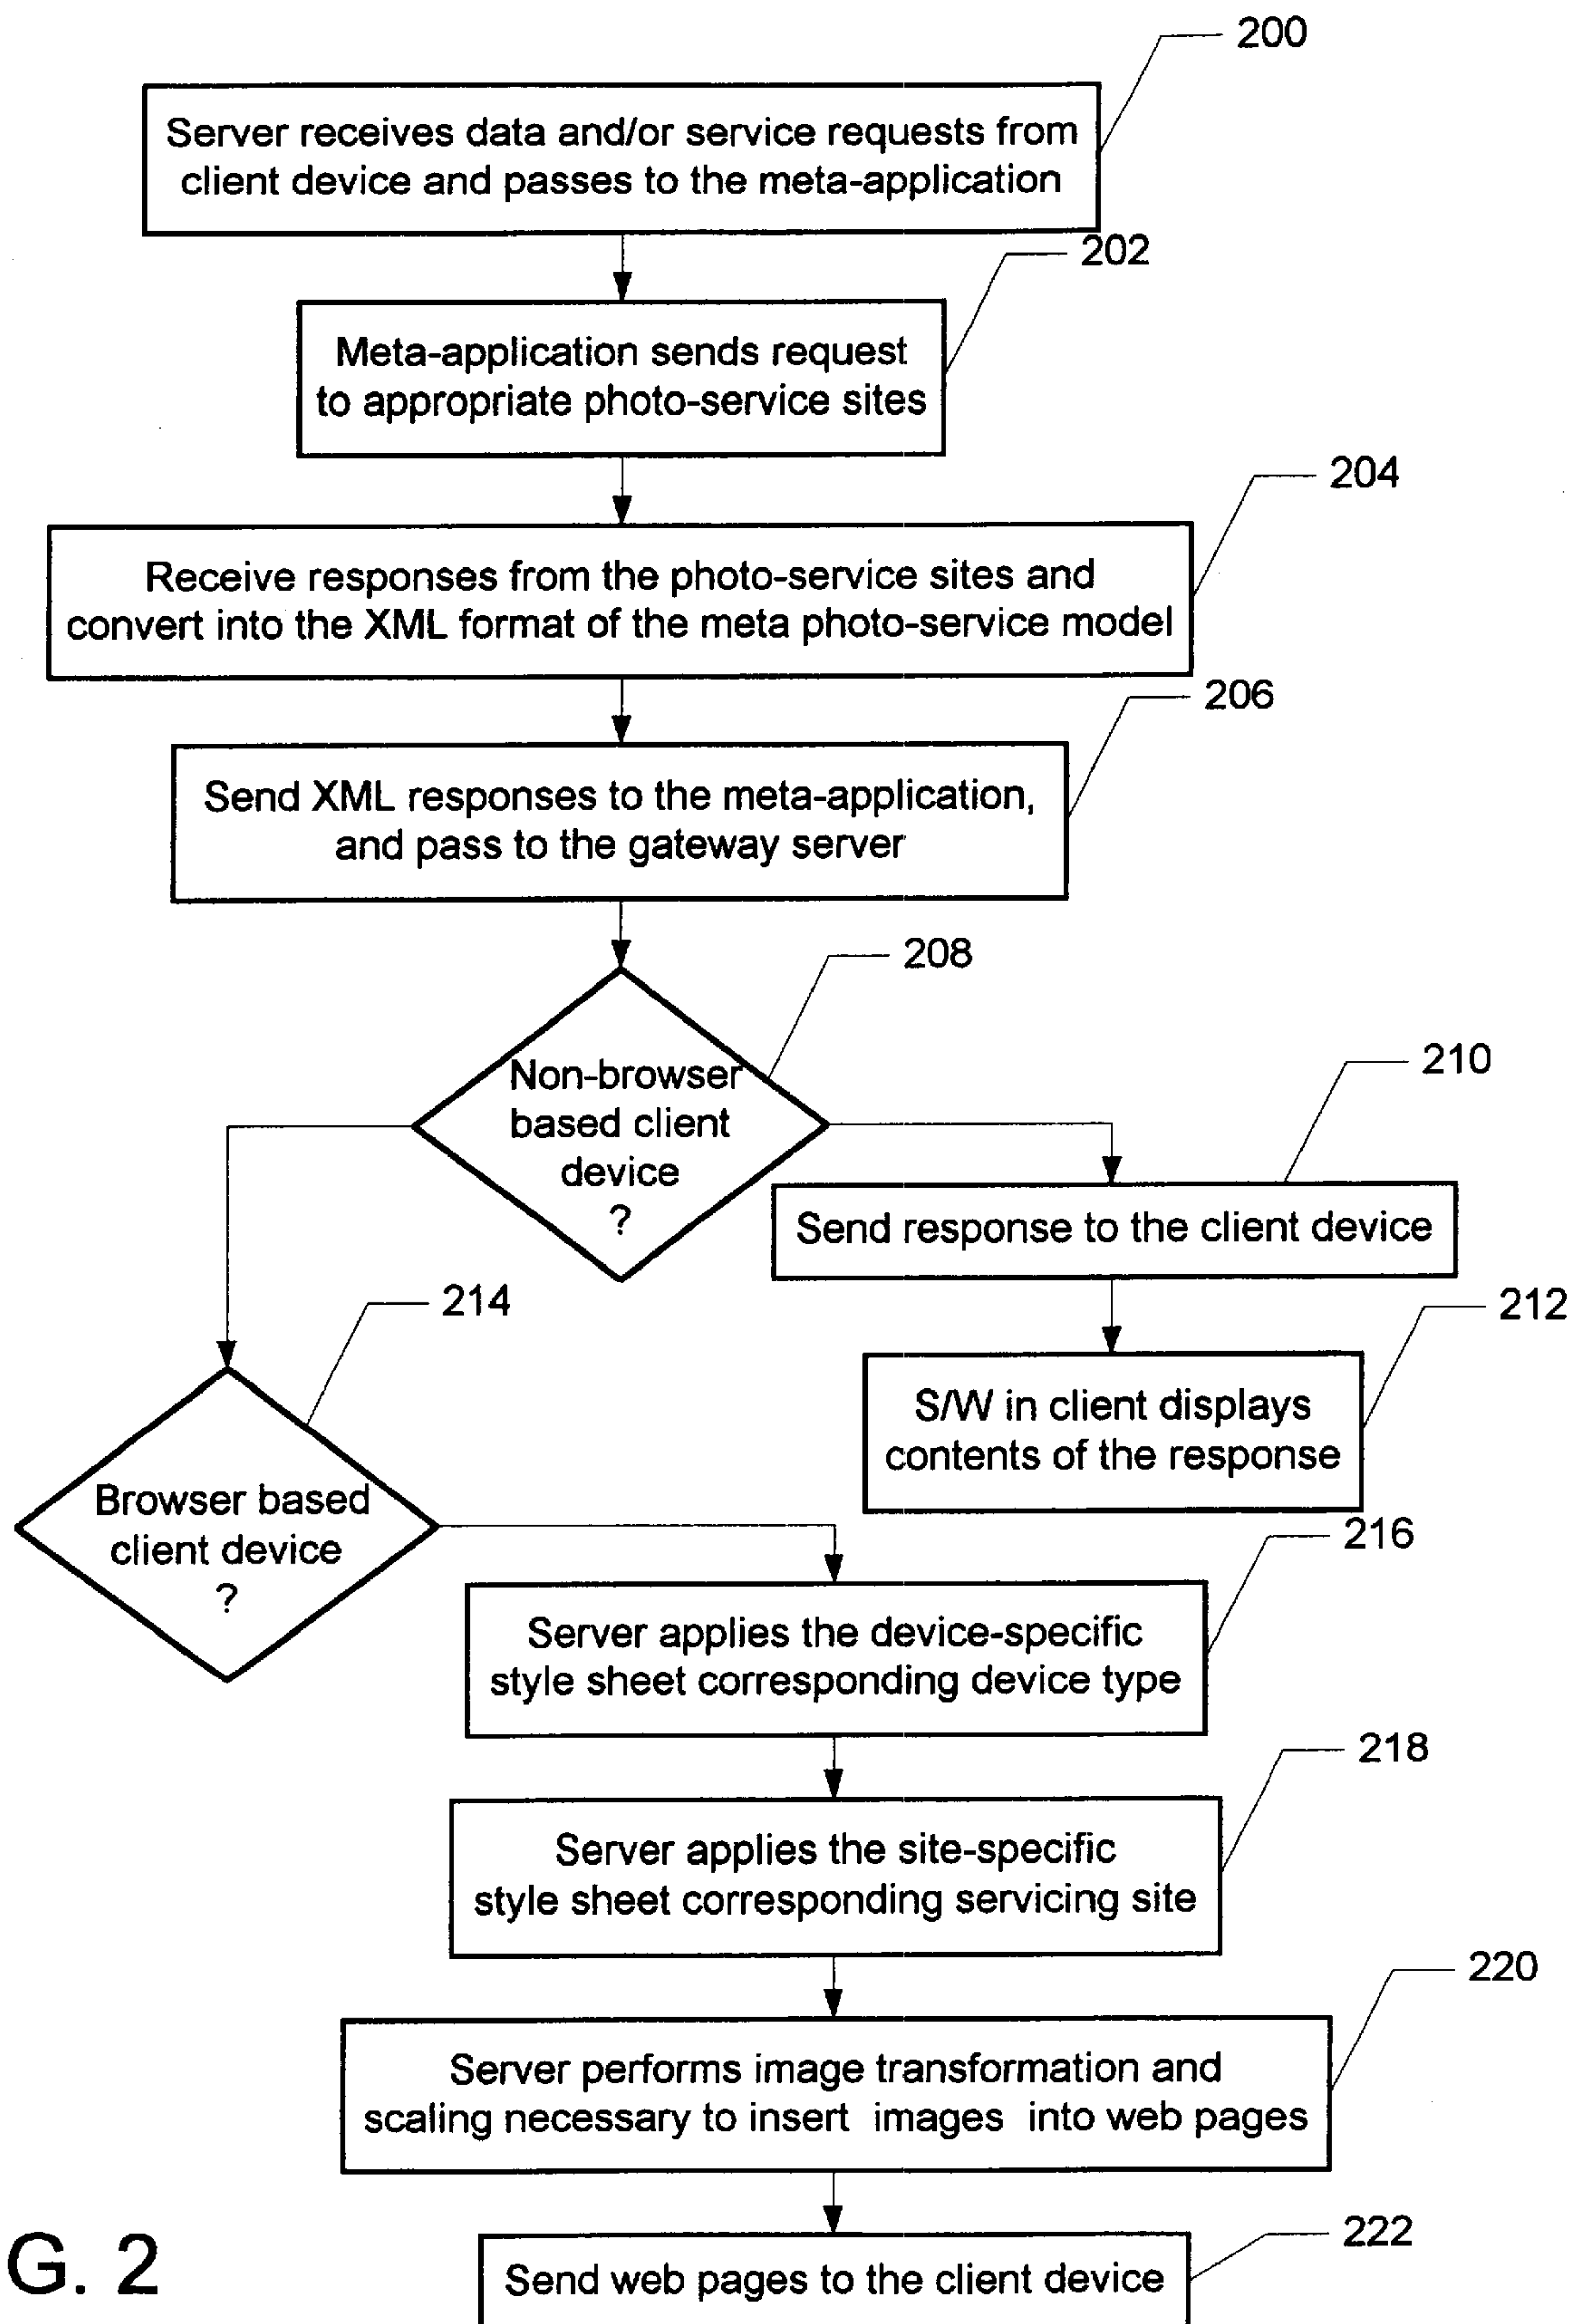 200
Server receives data and/or service requests from
client device and passes to the meta-application
202
Meta-application sends request
to appropriate photo-service sites
204
Receive responses from the photo-service sites and
convert into the XML format of the meta photo-service model
206
Send XML responses to the meta-application,
and pass to the gateway server
208
Non-browser
based client
device
?
210
Send response to the client device
212
S/W in client displays
contents of the response
214
Browser based
client device
?
216
Server applies the device-specific
style sheet corresponding device type
218
Server applies the site-specific
style sheet corresponding servicing site
220
Server performs image transformation and
scaling necessary to insert images into web pages
222
Send web pages to the client device
G. 2